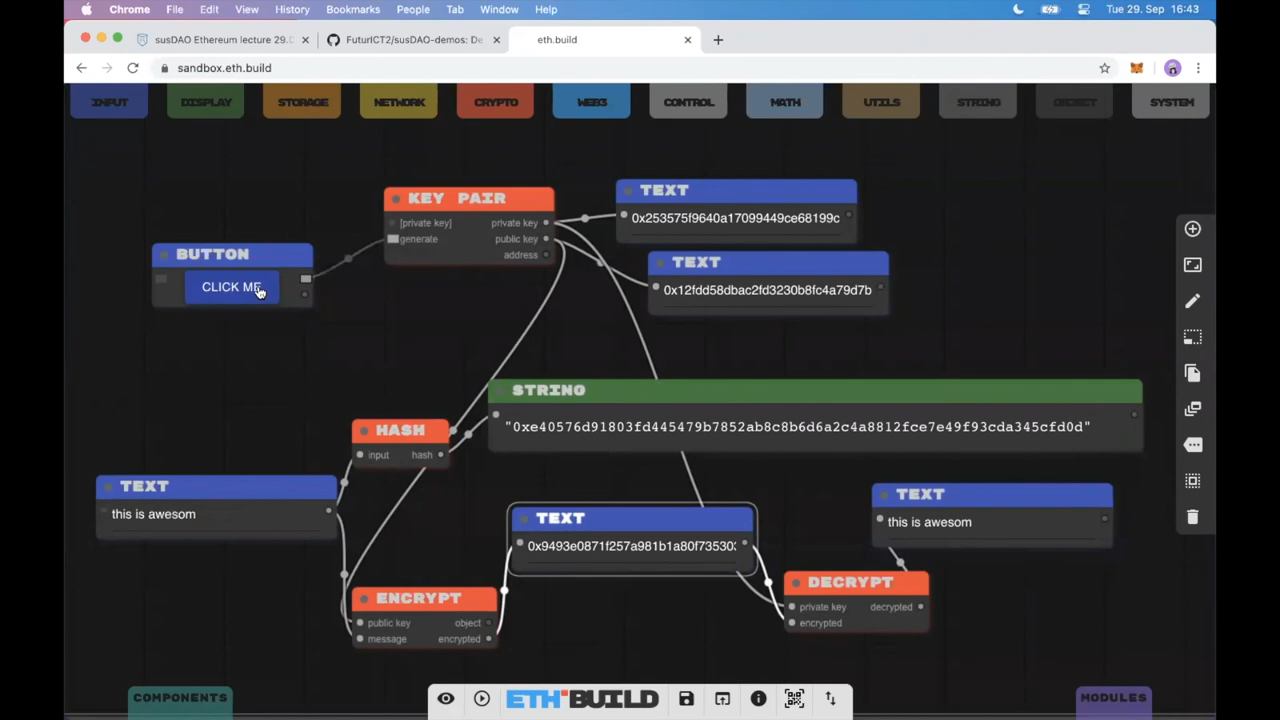 Chrome File Edit View History Bookmarks People Tab Window Help Tue 29. Sep 16:43
susDAO Ethereum lecture 29.
FuturICT2/susDAO-demos: De
eth.build
sandbox.eth.build
INPUT DISPLAY STORAGE NETWORK CRYPTO WEB3 CONTROL MATH UTILS STRING OBJECT SYSTEM
KEY PAIR
[private key] private key
generate public key
address
TEXT
0x253575f9640a17099449ce68199c
BUTTON
CLICK ME
TEXT
0x12fdd58dbac2fd3230b8fc4a79d7b
STRING
"0xe40576d91803fd445479b7852ab8c8b6d6a2c4a8812fce7e49f93cda345cfd0d"
HASH
input hash
TEXT
this is awesom
TEXT
0x9493e0871f257a981b1a80f735303
TEXT
this is awesom
ENCRYPT
public key object
message encrypted
DECRYPT
private key decrypted
encrypted
COMPONENTS
ETH BUILD
MODULES